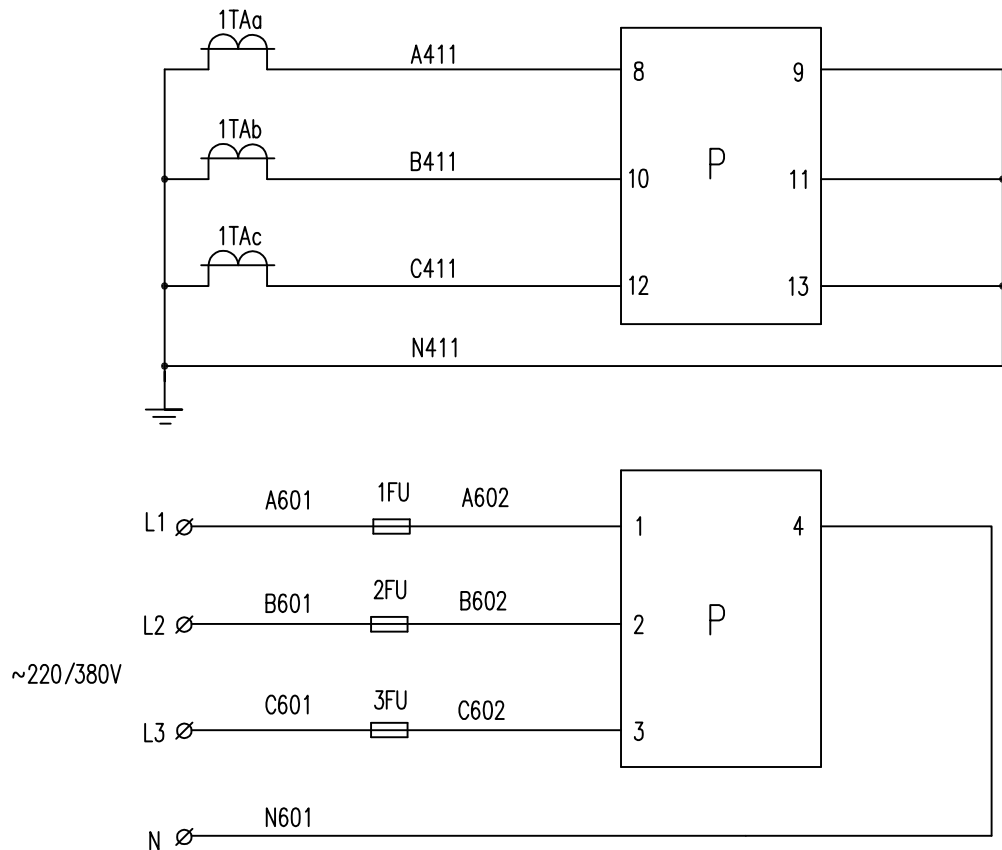 1TAa
A411
8 9
1TAb
B411
10 P 11
1TAc
C411
12 13
N411
L1 A601 1FU A602 1 4
L2 B601 2FU B602 2 P
~220/380V
L3 C601 3FU C602 3
N N601